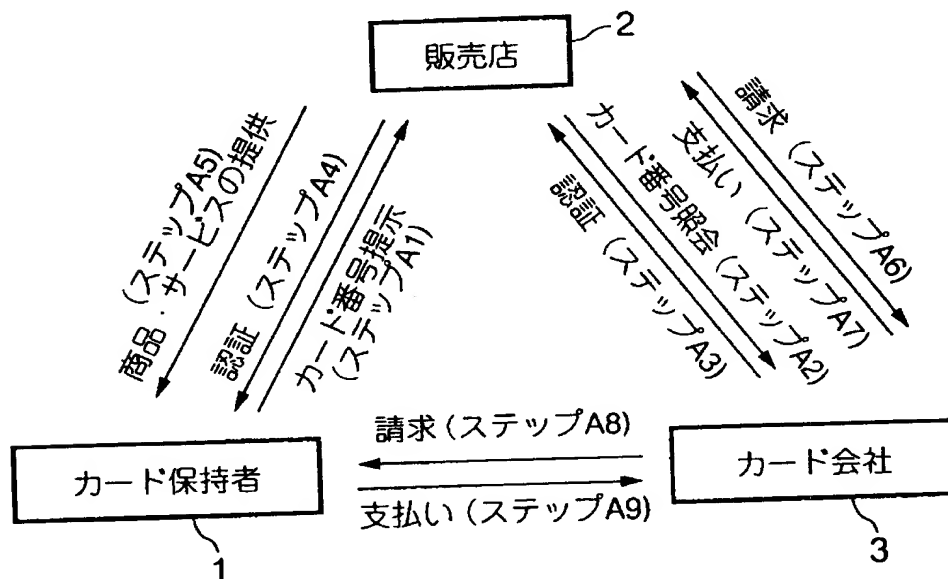 2
販売店
商品・サービスの提供
(ステップA5)
認証 (ステップA4)
カード番号提示
(ステップA1)
認証 (ステップA3)
カード番号照会 (ステップA2)
支払い (ステップA7)
請求 (ステップA6)
請求 (ステップA8)
カード保持者
カード会社
支払い (ステップA9)
1
3